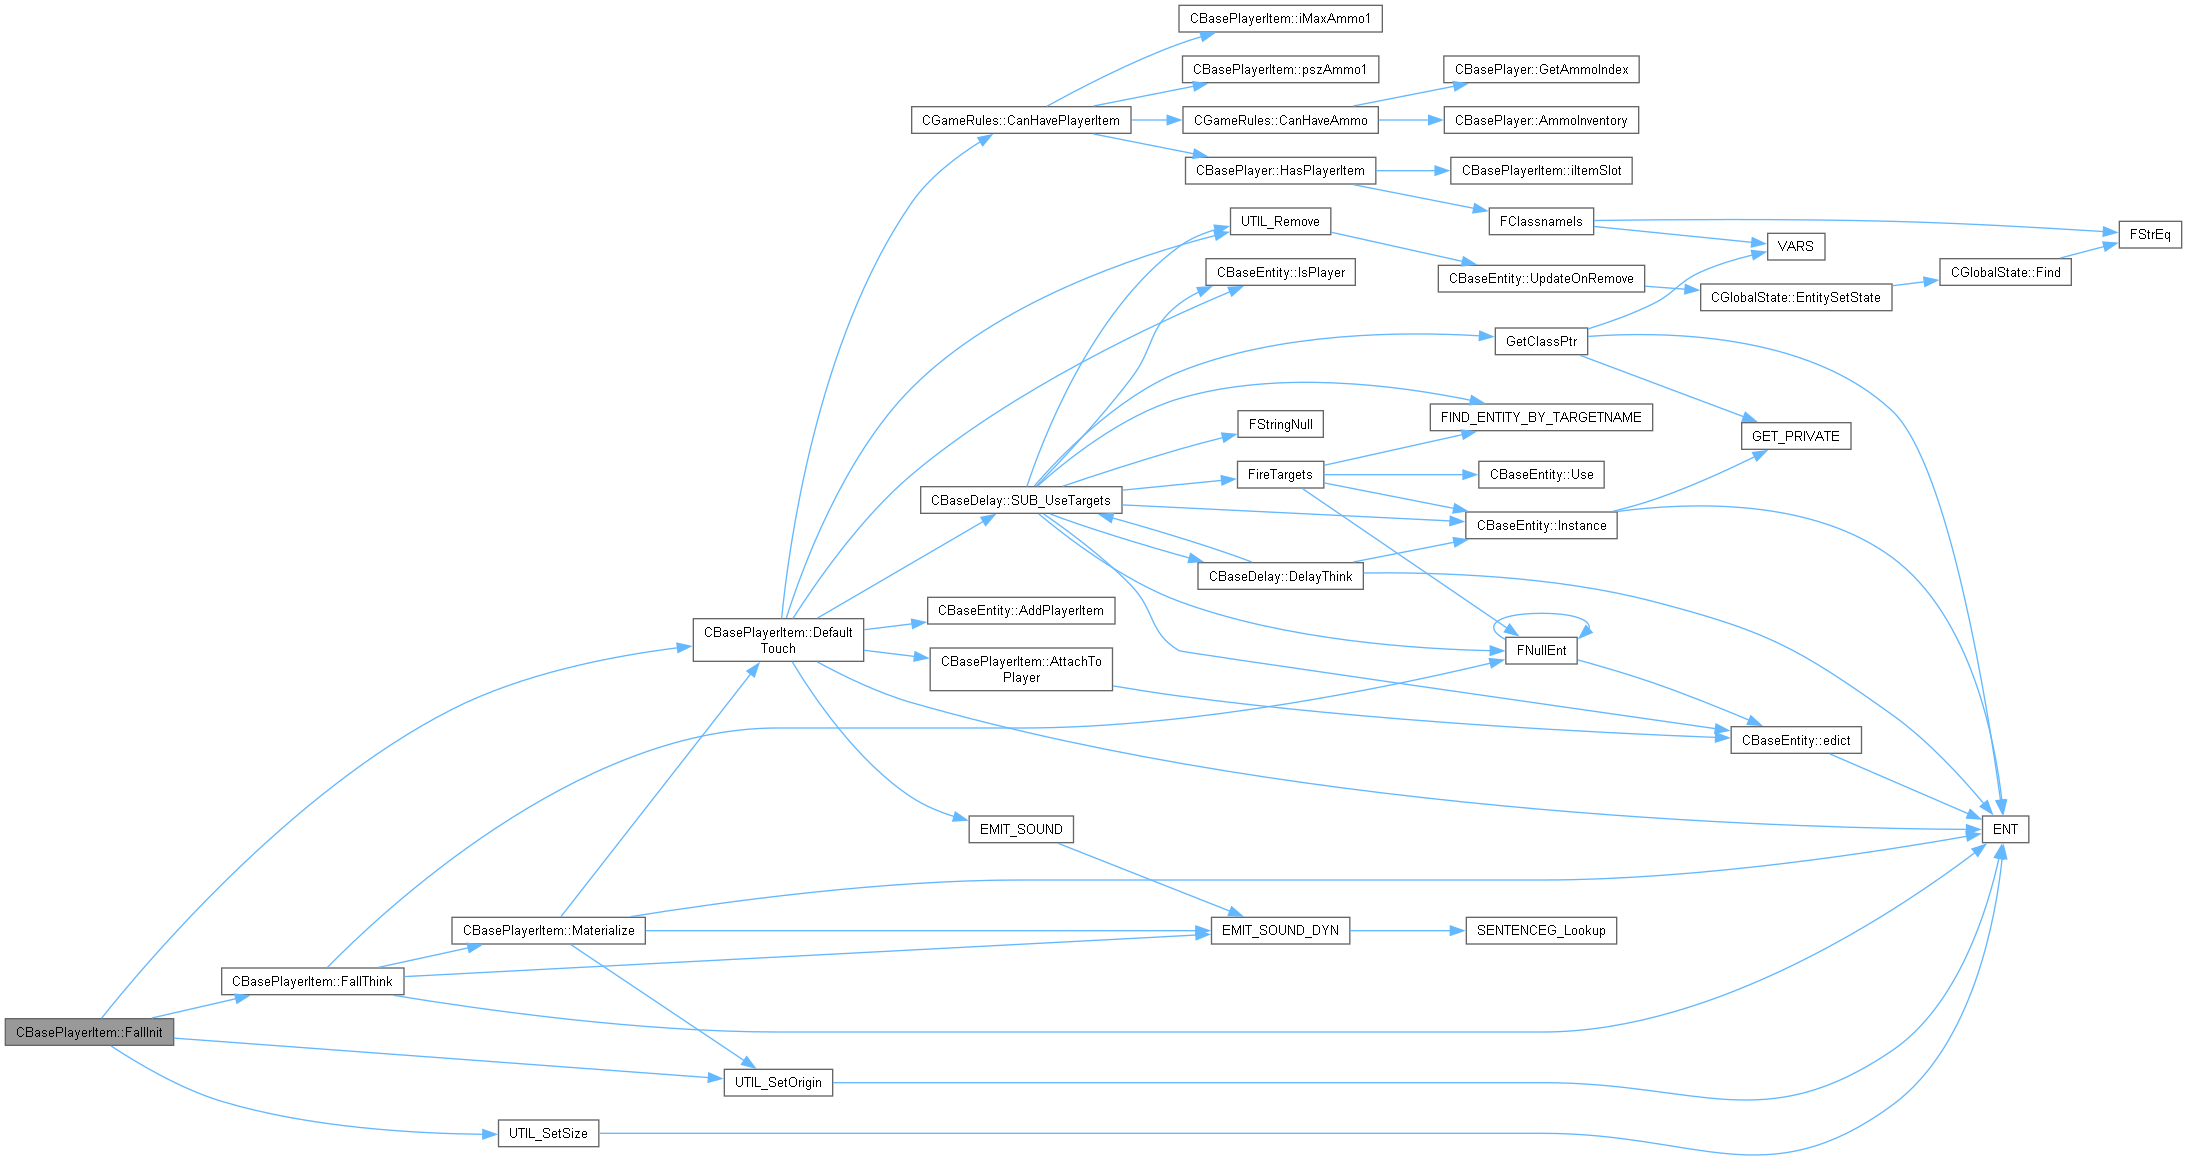 CBasePlayerItem::iMaxAmmo1
CBasePlayerItem::pszAmmo1
CBasePlayer::GetAmmoIndex
CGameRules::CanHavePlayerItem
CGameRules::CanHaveAmmo
CBasePlayer::AmmoInventory
CBasePlayer::HasPlayerItem
CBasePlayerItem::iItemSlot
UTIL_Remove
FClassnameIs
VARS
FStrEq
CBaseEntity::IsPlayer
CBaseEntity::UpdateOnRemove
CGlobalState::EntitySetState
CGlobalState::Find
GetClassPtr
FIND_ENTITY_BY_TARGETNAME
FStringNull
GET_PRIVATE
FireTargets
CBaseEntity::Use
CBaseDelay::SUB_UseTargets
CBaseEntity::Instance
CBaseDelay::DelayThink
CBaseEntity::AddPlayerItem
CBasePlayerItem::Default
Touch
FNullEnt
CBasePlayerItem::AttachTo
Player
CBaseEntity::edict
EMIT_SOUND
ENT
CBasePlayerItem::Materialize
EMIT_SOUND_DYN
SENTENCEG_Lookup
CBasePlayerItem::FallThink
CBasePlayerItem::FallInit
UTIL_SetOrigin
UTIL_SetSize